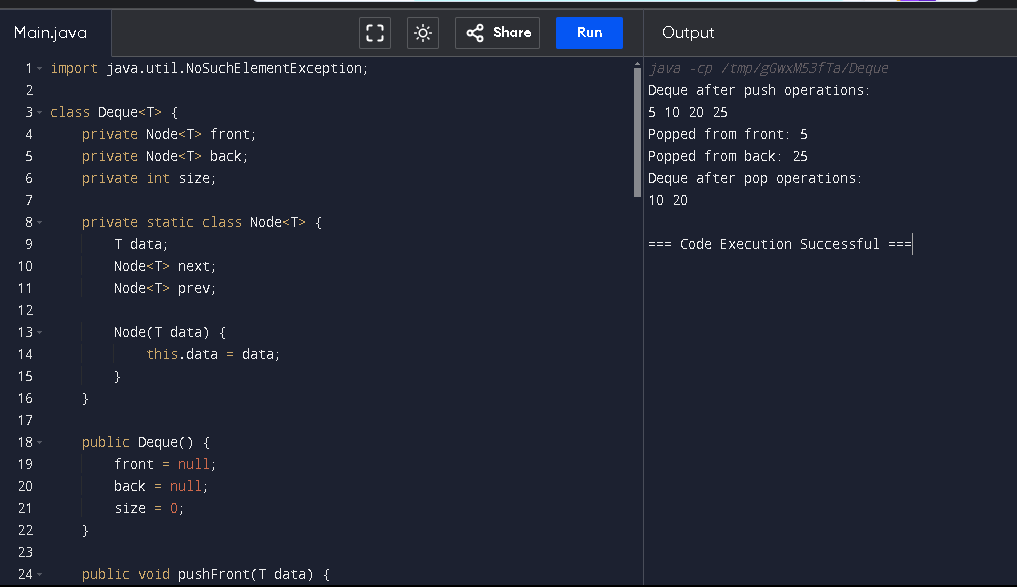 Main.java
Share
Run
Output
1 import java.util.NoSuchElementException;
2
3 class Deque<T> {
4     private Node<T> front;
5     private Node<T> back;
6     private int size;
7
8     private static class Node<T> {
9         T data;
10         Node<T> next;
11         Node<T> prev;
12
13         Node(T data) {
14             this.data = data;
15         }
16     }
17
18     public Deque() {
19         front = null;
20         back = null;
21         size = 0;
22     }
23
24     public void pushFront(T data) {
java -cp /tmp/gGwxM53fTa/Deque
Deque after push operations:
5 10 20 25
Popped from front: 5
Popped from back: 25
Deque after pop operations:
10 20
=== Code Execution Successful ===